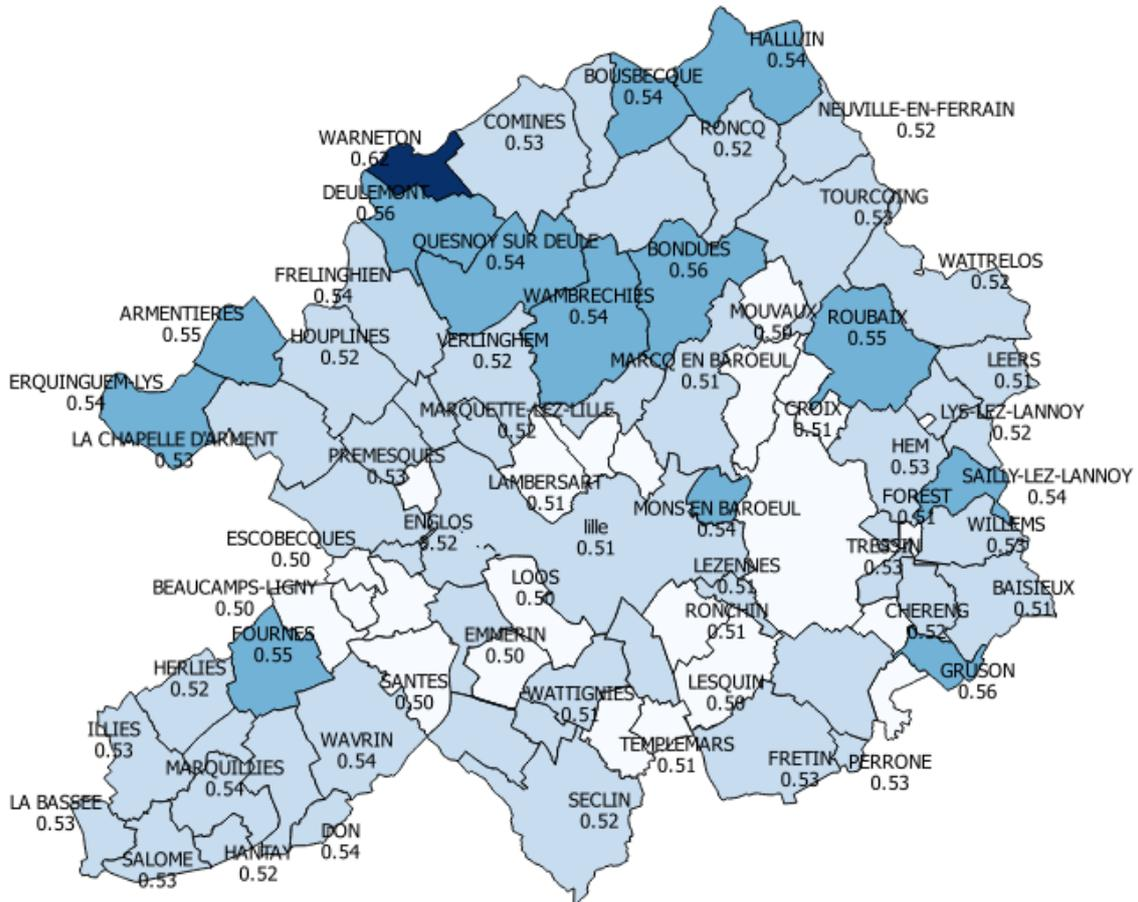 HALLUIN
0.54
BOUSBECQUE
0.54
NEUVILLE-EN-FERRAIN
0.52
COMINES
0.53
RONCQ
0.52
WARNETON
0.62
DEULEMONT
0.56
TOURCOING
0.53
QUESNOY SUR DEULE
0.54
BONDUES
0.56
WATTRELOS
0.52
FRELINGHIEN
0.54
WAMBRECHIES
0.54
ARMENTIERES
0.55
MOUVAUX
0.50
ROUBAIX
0.55
HOUPLINES
0.52
VERLINGHEM
0.52
MARCQ EN BAROEUL
0.51
LEERS
0.51
ERQUINGUEM-LYS
0.54
MARQUETTE-LEZ-LILLE
0.52
CROIX
0.51
LYS-LEZ-LANNOY
0.52
LA CHAPELLE D'ARMENT
0.53
PREMESQUES
0.53
HEM
0.53
SAILLY-LEZ-LANNOY
0.54
LAMBERSART
0.51
MONS EN BAROEUL
0.54
FOREST
0.51
ENGLOS
0.52
lille
0.51
WILLEMS
0.53
ESCOBECQUES
0.50
TRESSIN
0.53
LEZENNES
0.51
LOOS
0.50
BEAUCAMPS-LIGNY
0.50
BAISIEUX
0.51
RONCHIN
0.51
CHERENG
0.52
FOURNES
0.55
EMMERIN
0.50
HERLIES
0.52
GRUSON
0.56
SANTES
0.50
LESQUIN
0.50
WATTIGNIES
0.51
ILLIES
0.53
WAVRIN
0.54
TEMPLEMARS
0.51
FRETIN
0.53
PERRONE
0.53
MARQUILLIES
0.54
LA BASSEE
0.53
SECLIN
0.52
DON
0.54
HANTAY
0.52
SALOME
0.53